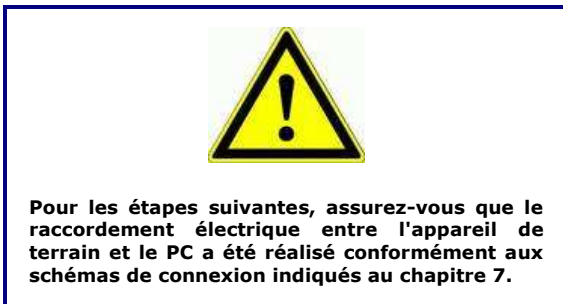 Pour les étapes suivantes, assurez-vous que le
raccordement électrique entre l'appareil de
terrain et le PC a été réalisé conformément aux
schémas de connexion indiqués au chapitre 7.